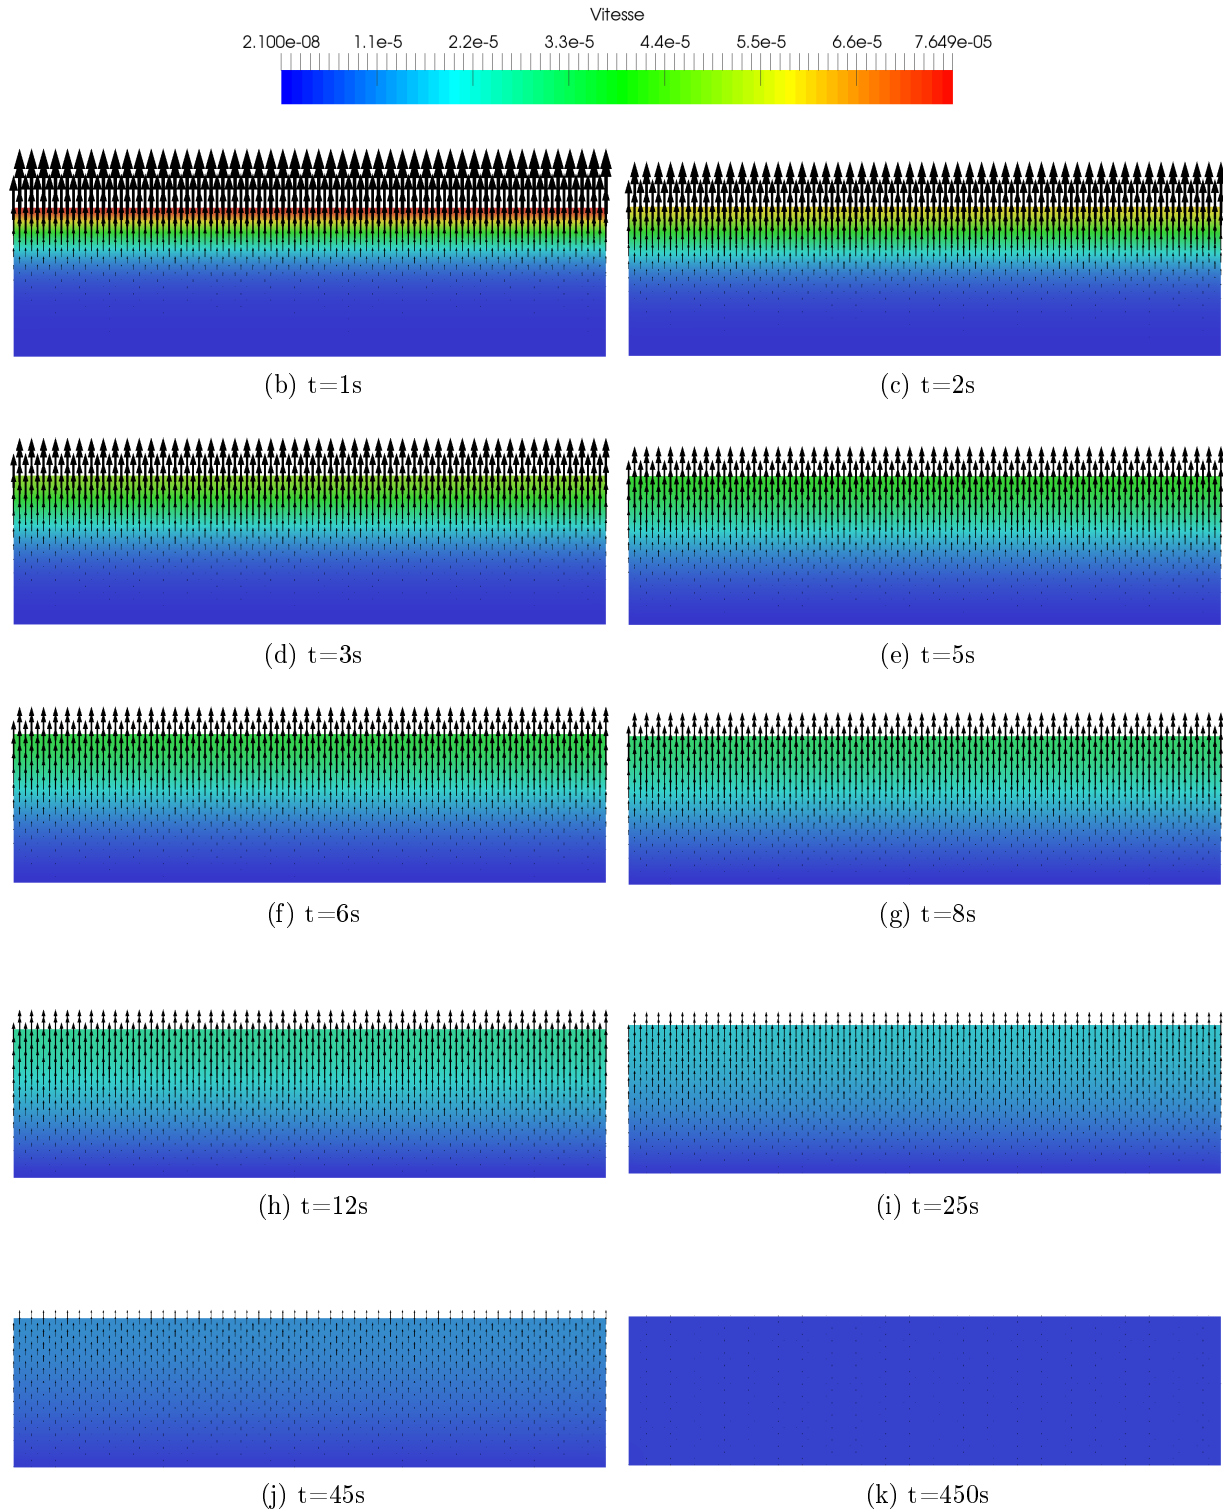 Vitesse
2.100e-08 1.1e-5 2.2e-5 3.3e-5 4.4e-5 5.5e-5 6.6e-5 7.649e-05
(b) t=1s
(c) t=2s
(d) t=3s
(e) t=5s
(f) t=6s
(g) t=8s
(h) t=12s
(i) t=25s
(j) t=45s
(k) t=450s